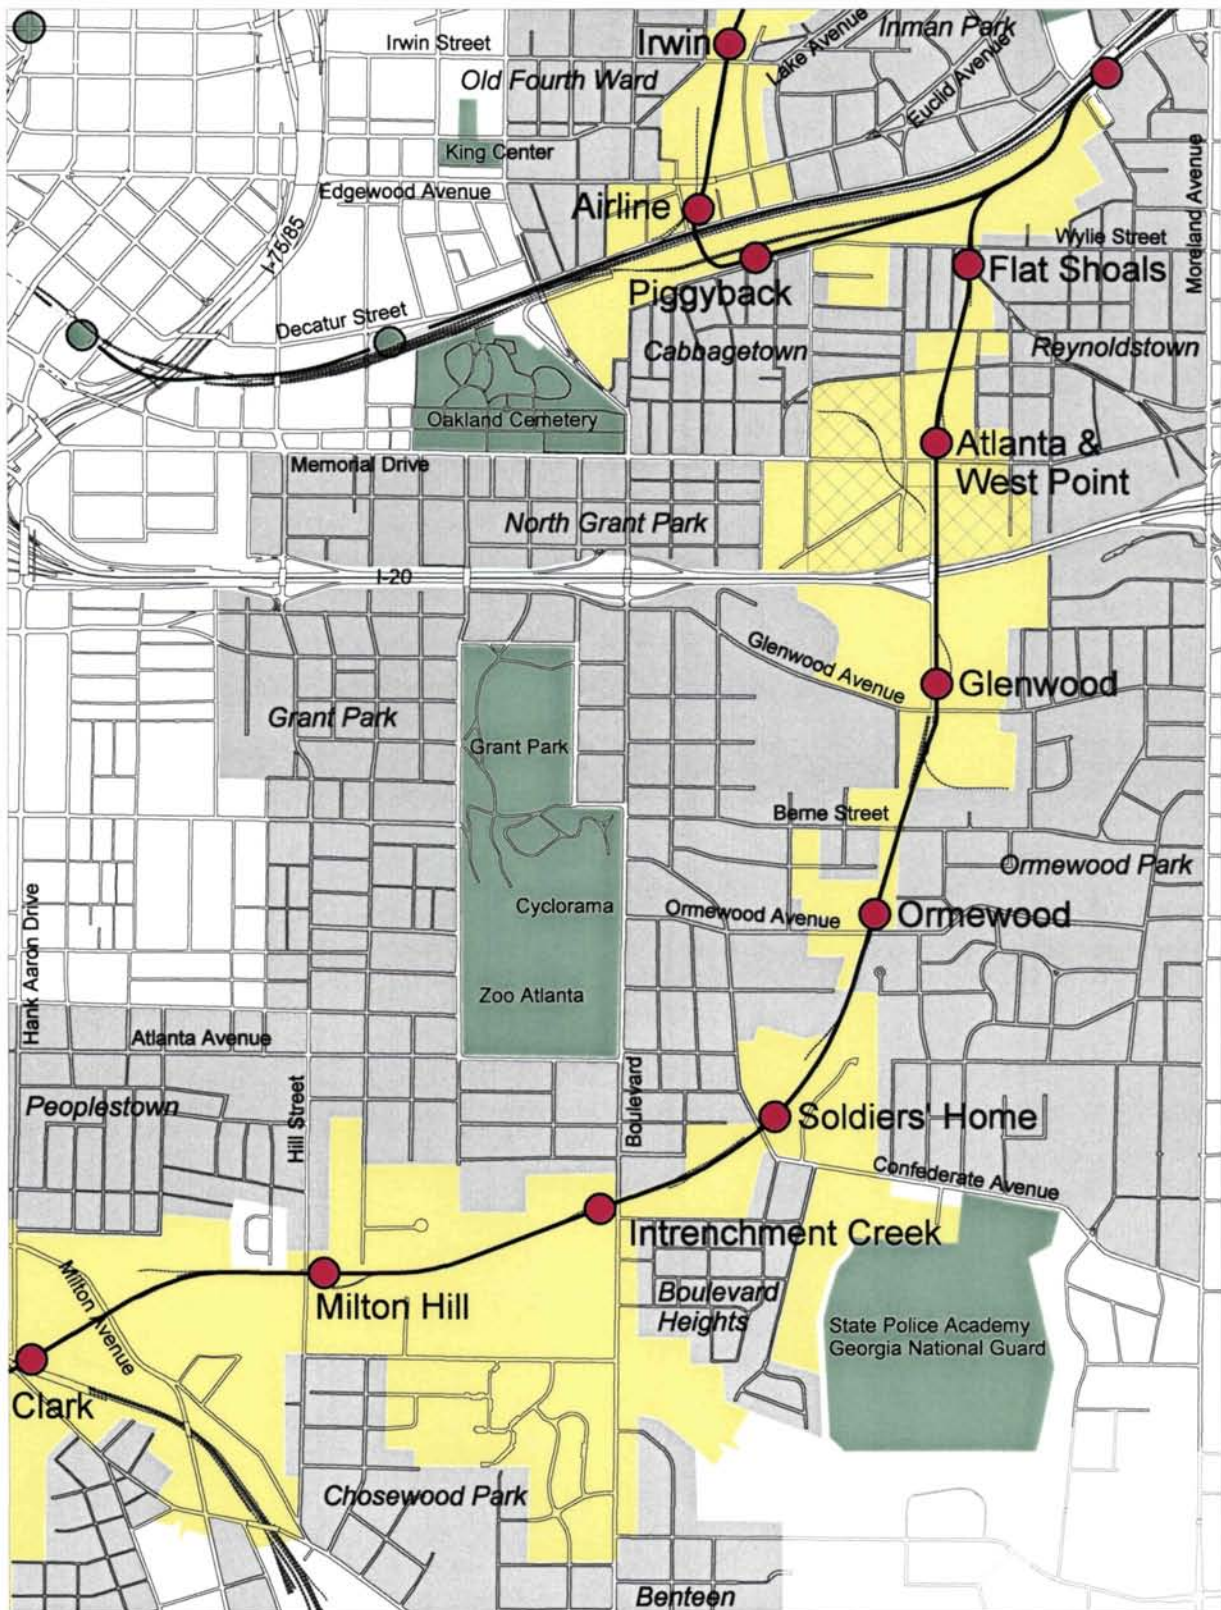 Irwin Street
Irwin
Lake Avenue
Inman Park
Old Fourth Ward
Euclid Avenue
King Center
Edgewood Avenue
Airline
I-75/85
Moreland Avenue
Wylie Street
Piggyback
Flat Shoals
Decatur Street
Cabbagetown
Reynoldstown
Oakland Cemetery
Atlanta &
West Point
Memorial Drive
North Grant Park
I-20
Glenwood Avenue
Glenwood
Grant Park
Grant Park
Berne Street
Ormewood Park
Hank Aaron Drive
Cyclorama
Ormewood Avenue
Ormewood
Zoo Atlanta
Atlanta Avenue
Peoplestown
Hill Street
Boulevard
Soldiers' Home
Confederate Avenue
Intrenchment Creek
Milton Avenue
Milton Hill
Boulevard
Heights
State Police Academy
Georgia National Guard
Clark
Chosewood Park
Benteen